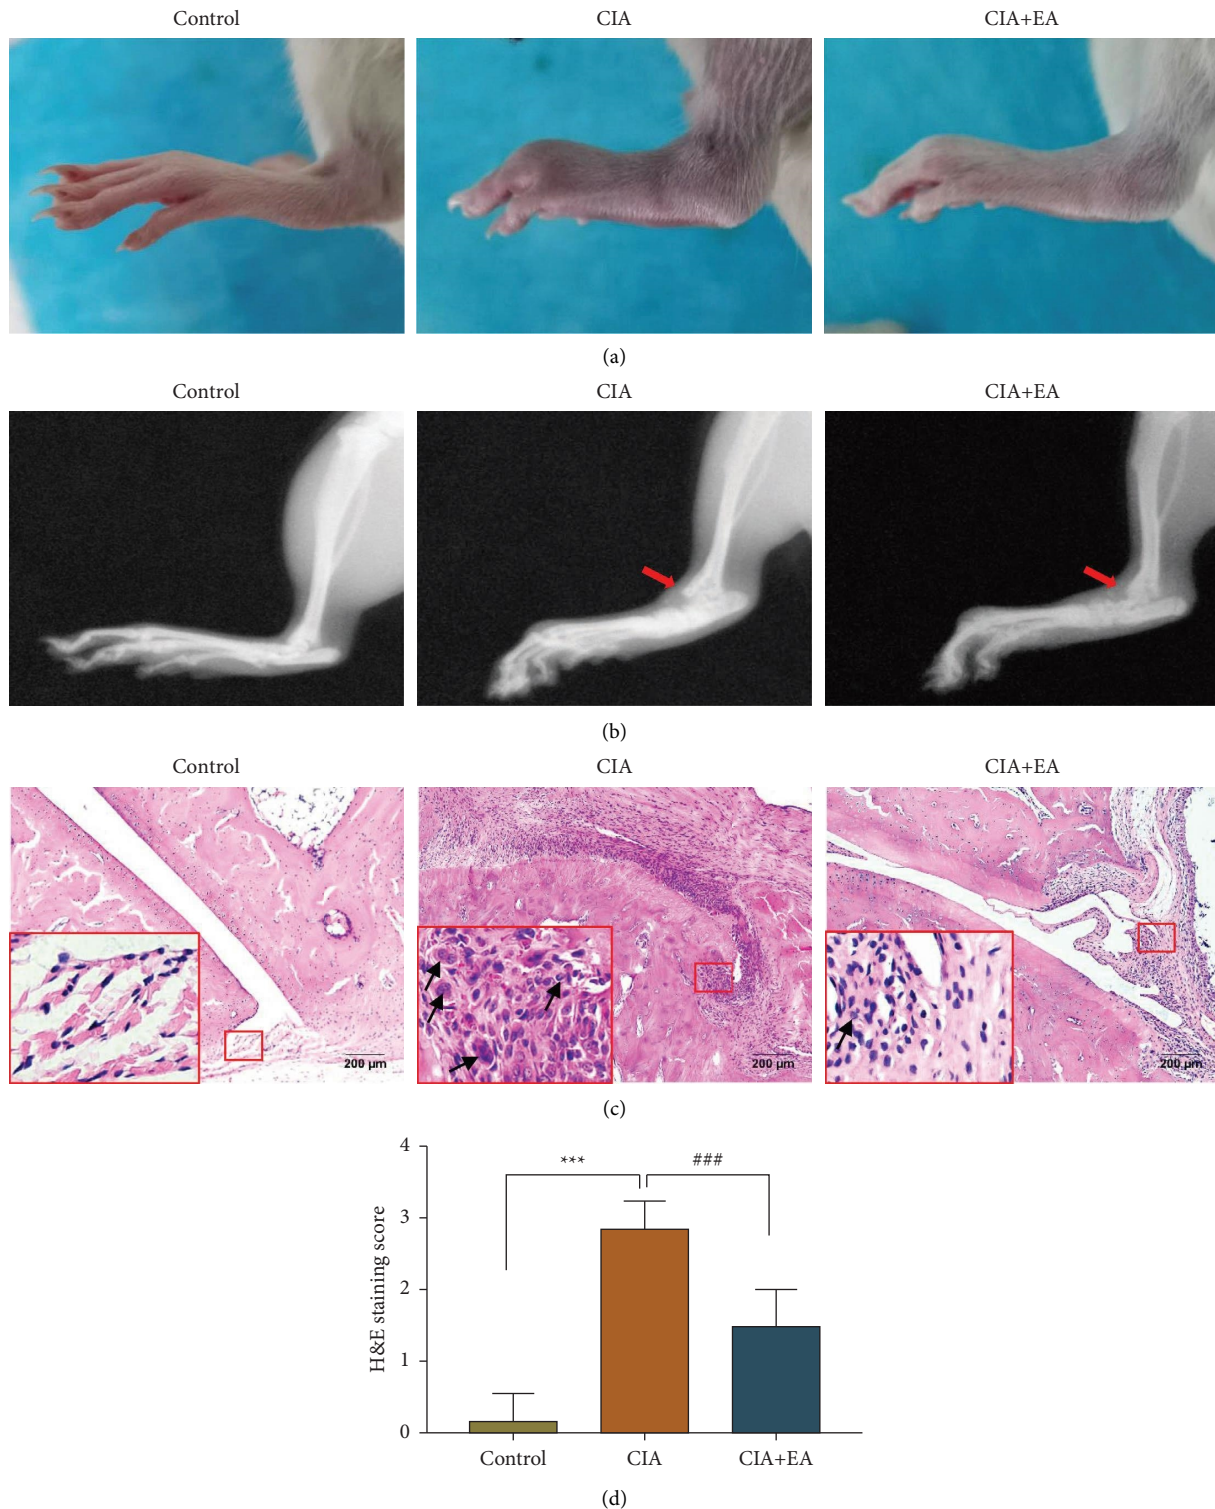 Control CIA CIA+EA
(a)
Control CIA CIA+EA
(b)
Control CIA CIA+EA
200 µm 200 µm 200 µm
(c)
4
*** ###
3
2
1
0
H&E staining score
Control CIA CIA+EA
(d)